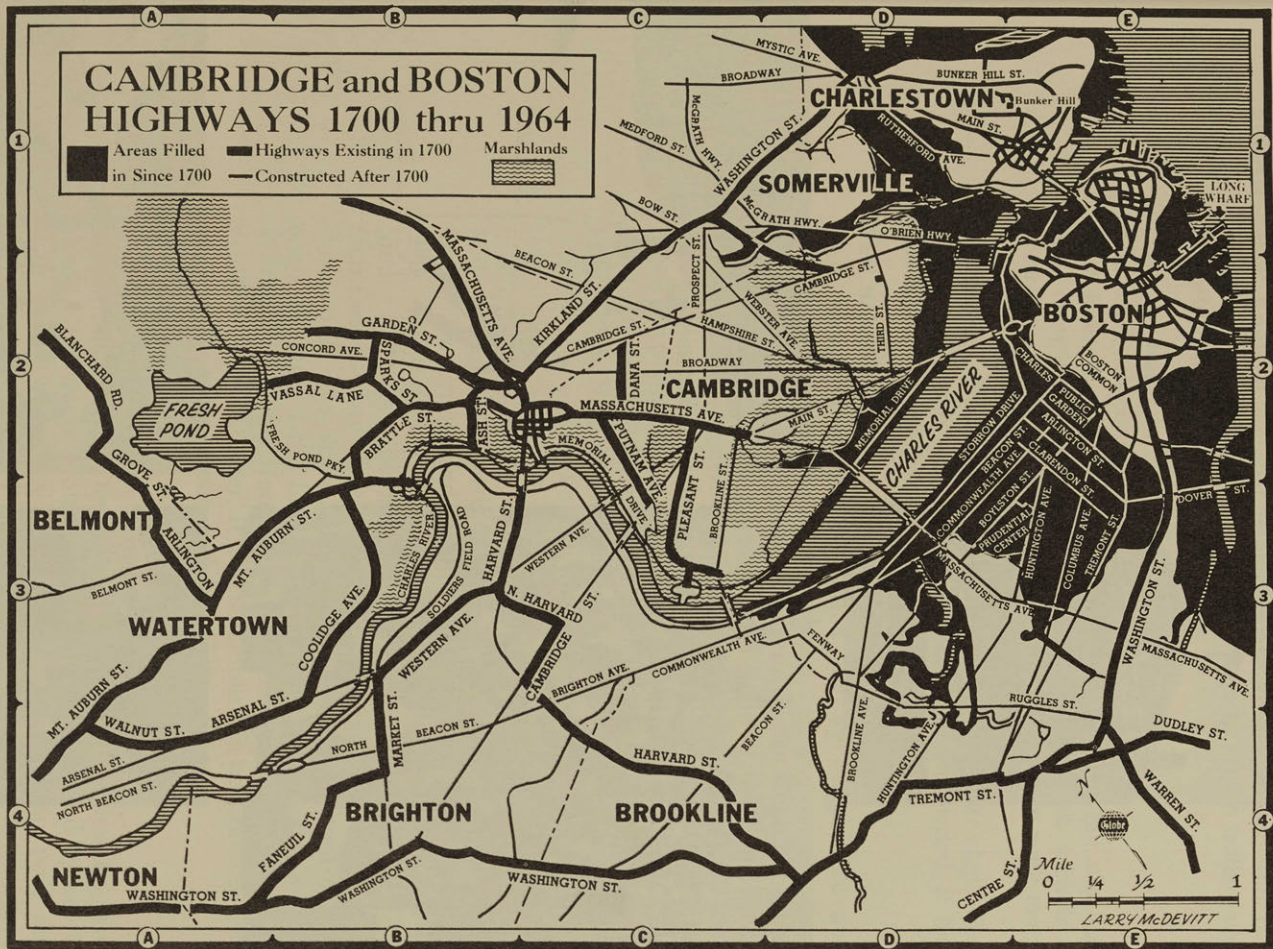 A
B
C
D
E
CAMBRIDGE and BOSTON
HIGHWAYS 1700 thru 1964
Areas Filled
in Since 1700
Highways Existing in 1700
Constructed After 1700
Marshlands
1
2
3
4
1
2
3
4
MYSTIC AVE.
BROADWAY
McGRATH HWY.
MEDFORD ST.
WASHINGTON ST.
BUNKER HILL ST.
CHARLESTOWN
Bunker Hill
MAIN ST.
RUTHERFORD AVE.
SOMERVILLE
LONG
WHARF
BOW ST.
McGRATH HWY.
O'BRIEN HWY.
MASSACHUSETTS AVE.
BEACON ST.
KIRKLAND ST.
PROSPECT ST.
WEBSTER AVE.
CAMBRIDGE ST.
THIRD ST.
BOSTON
BLANCHARD
RD.
GARDEN ST.
CONCORD AVE.
SPARKS ST.
CAMBRIDGE ST.
HAMPSHIRE ST.
DANA ST.
BROADWAY
CAMBRIDGE
VASSAL LANE
FRESH
POND
FRESH POND PKY.
BRATTLE ST.
ASH ST.
MASSACHUSETTS AVE.
MAIN ST.
MEMORIAL DRIVE
CHARLES RIVER
STORROW DRIVE
CHARLES
BOSTON
COMMON
PUBLIC
GARDEN
ARLINGTON ST.
CLARENDON ST.
BEACON ST.
COMMONWEALTH AVE.
BOYLSTON ST.
PRUDENTIAL
CENTER
HUNTINGTON AVE.
COLUMBUS AVE.
TREMONT ST.
DOVER ST.
WASHINGTON ST.
MEMORIAL
DRIVE
PUTNAM AVE.
PLEASANT ST.
BROOKLINE ST.
GROVE ST.
BELMONT
ARLINGTON
MT. AUBURN ST.
BELMONT ST.
WATERTOWN
COOLIDGE AVE.
CHARLES RIVER
SOLDIERS FIELD ROAD
HARVARD ST.
WESTERN AVE.
WESTERN AVE.
N. HARVARD
ST.
CAMBRIDGE
MASSACHUSETTS AVE.
MASSACHUSETTS AVE.
FENWAY
COMMONWEALTH AVE.
BRIGHTON AVE.
RUGGLES ST.
MT. AUBURN ST.
WALNUT ST.
ARSENAL ST.
ARSENAL ST.
NORTH BEACON ST.
NORTH
BEACON ST.
MARKET ST.
BEACON ST.
BROOKLINE AVE.
HUNTINGTON AVE.
HARVARD ST.
DUDLEY ST.
TREMONT ST.
WARREN ST.
BRIGHTON
BROOKLINE
FANEUIL ST.
NEWTON
WASHINGTON ST.
WASHINGTON ST.
WASHINGTON ST.
CENTRE ST.
N
Globe
Mile
0 1/4 1/2 1
LARRY McDEVITT
A
B
C
D
E